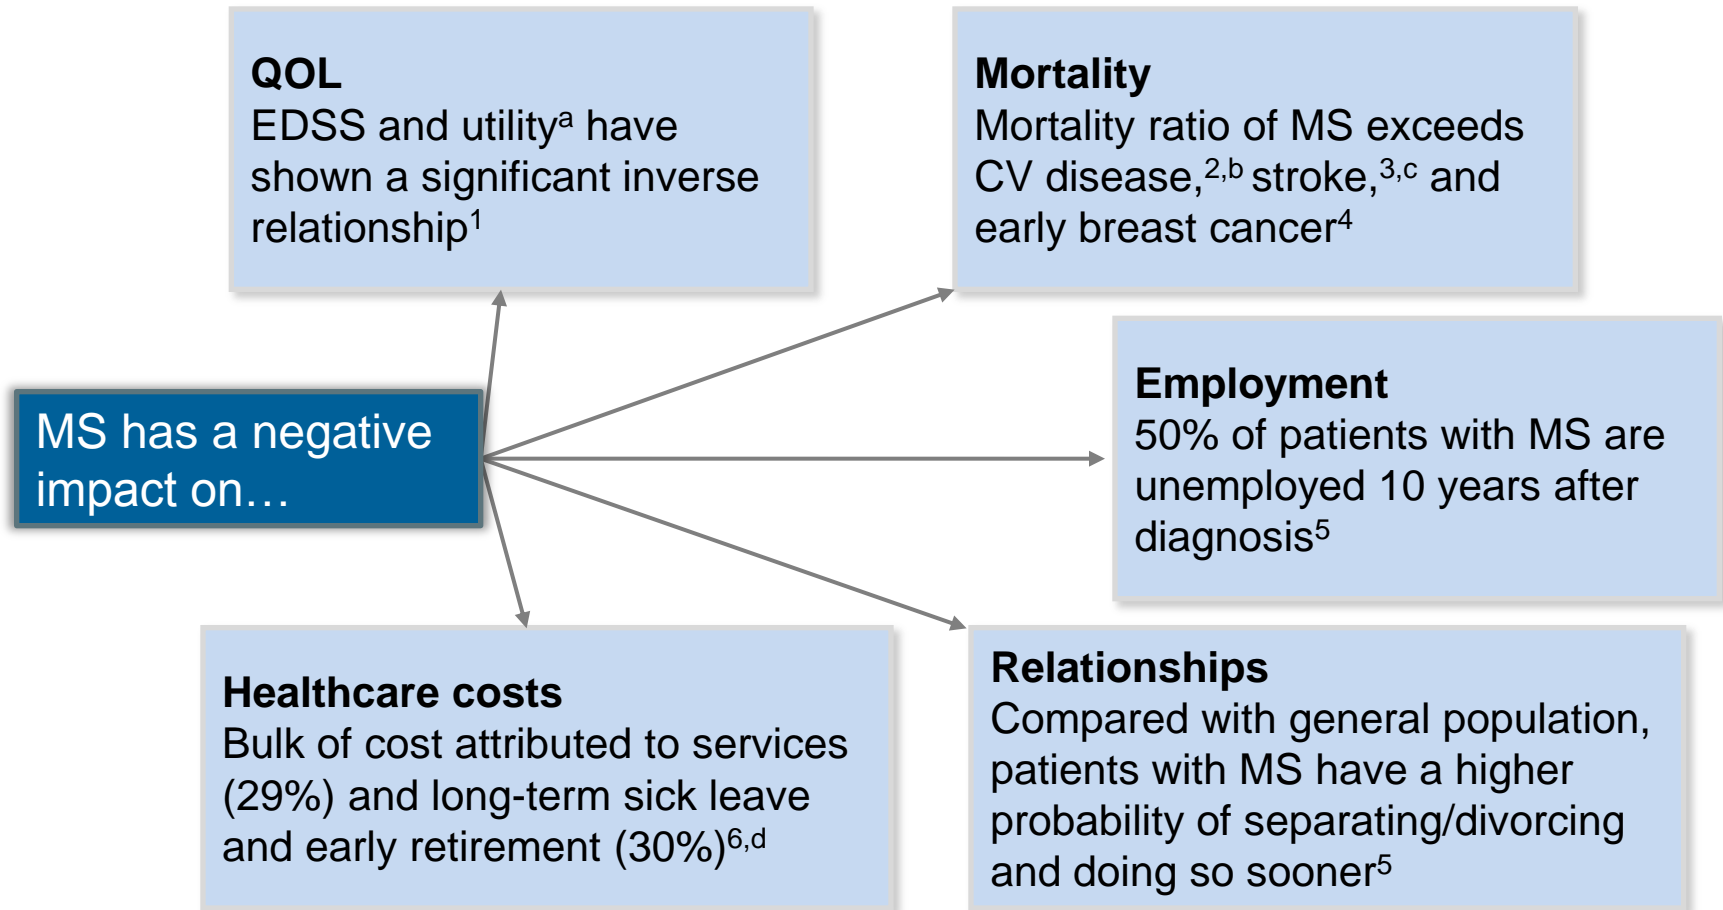 QOL
EDSS and utilityᵃ have
shown a significant inverse
relationship¹
Mortality
Mortality ratio of MS exceeds
CV disease,²,ᵇ stroke,³,ᶜ and
early breast cancer⁴
MS has a negative
impact on…
Employment
50% of patients with MS are
unemployed 10 years after
diagnosis⁵
Healthcare costs
Bulk of cost attributed to services
(29%) and long-term sick leave
and early retirement (30%)⁶,ᵈ
Relationships
Compared with general population,
patients with MS have a higher
probability of separating/divorcing
and doing so sooner⁵